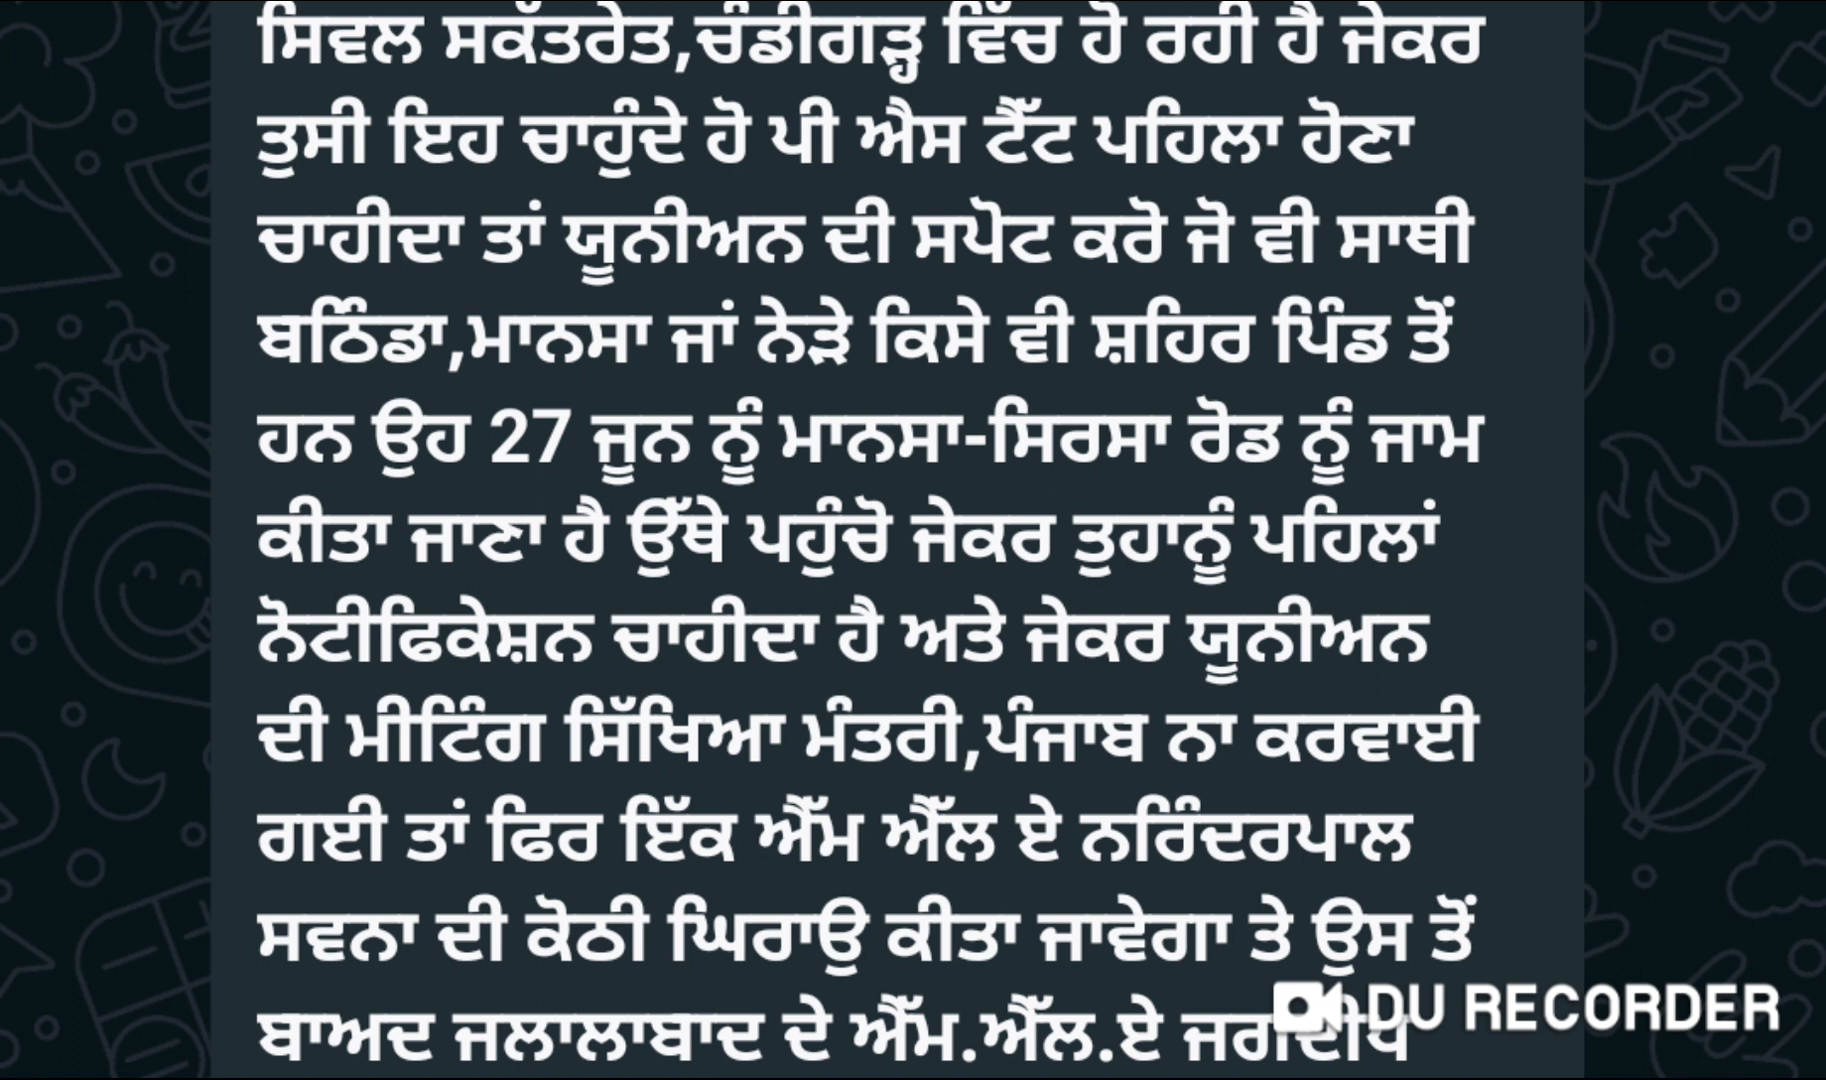 ਸਿਵਲ ਸਕੱਤਰੇਤ,ਚੰਡੀਗੜ੍ਹ ਵਿੱਚ ਹੋ ਰਹੀ ਹੈ ਜੇਕਰ
ਤੁਸੀ ਇਹ ਚਾਹੁੰਦੇ ਹੋ ਪੀ ਐਸ ਟੈੱਟ ਪਹਿਲਾ ਹੋਣਾ
ਚਾਹੀਦਾ ਤਾਂ ਯੂਨੀਅਨ ਦੀ ਸਪੋਟ ਕਰੋ ਜੋ ਵੀ ਸਾਥੀ
ਬਠਿੰਡਾ,ਮਾਨਸਾ ਜਾਂ ਨੇੜੇ ਕਿਸੇ ਵੀ ਸ਼ਹਿਰ ਪਿੰਡ ਤੋਂ
ਹਨ ਉਹ 27 ਜੂਨ ਨੂੰ ਮਾਨਸਾ-ਸਿਰਸਾ ਰੋਡ ਨੂੰ ਜਾਮ
ਕੀਤਾ ਜਾਣਾ ਹੈ ਉੱਥੇ ਪਹੁੰਚੋ ਜੇਕਰ ਤੁਹਾਨੂੰ ਪਹਿਲਾਂ
ਨੋਟੀਫਿਕੇਸ਼ਨ ਚਾਹੀਦਾ ਹੈ ਅਤੇ ਜੇਕਰ ਯੂਨੀਅਨ
ਦੀ ਮੀਟਿੰਗ ਸਿੱਖਿਆ ਮੰਤਰੀ,ਪੰਜਾਬ ਨਾ ਕਰਵਾਈ
ਗਈ ਤਾਂ ਫਿਰ ਇੱਕ ਐੱਮ ਐੱਲ ਏ ਨਰਿੰਦਰਪਾਲ
ਸਵਨਾ ਦੀ ਕੋਠੀ ਘਿਰਾਉ ਕੀਤਾ ਜਾਵੇਗਾ ਤੇ ਉਸ ਤੋਂ
ਬਾਅਦ ਜਲਾਲਾਬਾਦ ਦੇ ਐੱਮ.ਐੱਲ.ਏ ਜਗਦੀਪ
DU RECORDER